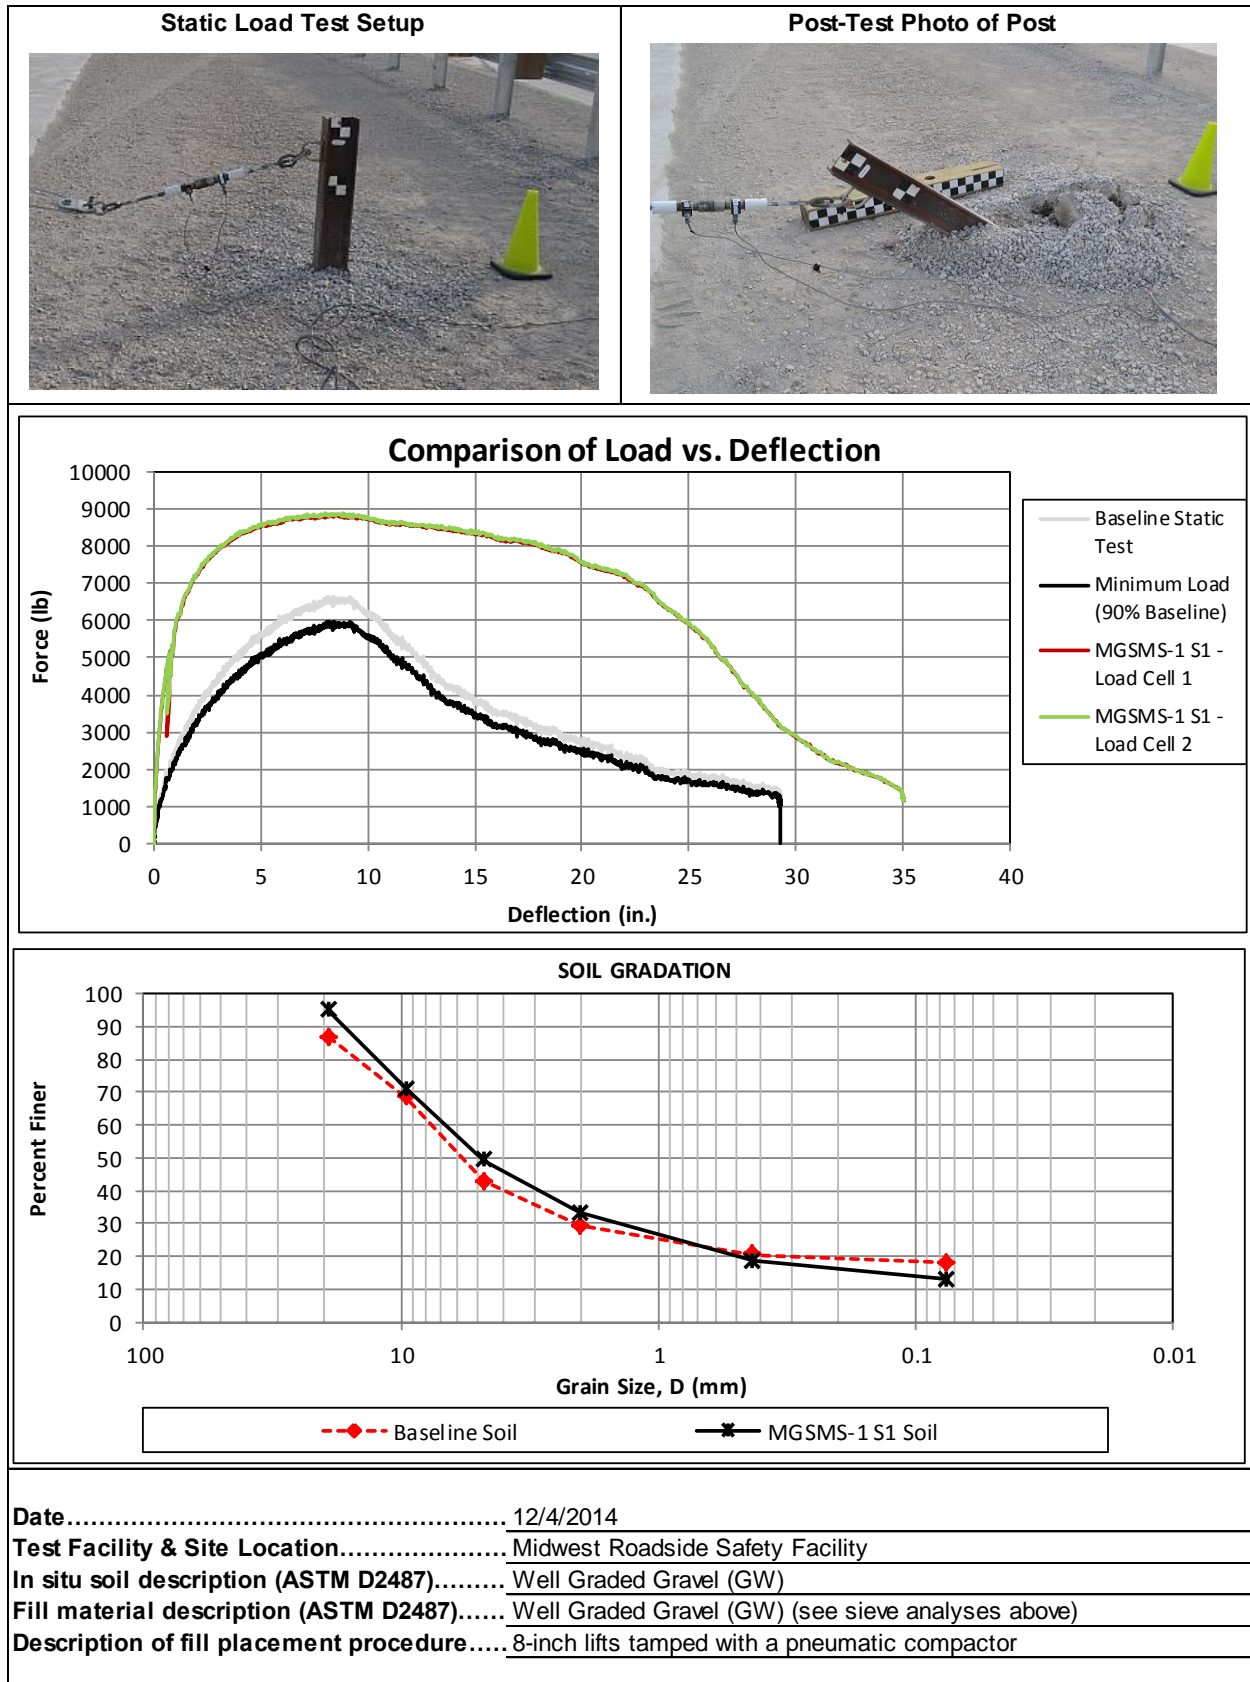 Static Load Test Setup
Post-Test Photo of Post
Comparison of Load vs. Deflection
10000
9000
8000
7000
6000
5000
4000
3000
2000
1000
0
Force (lb)
0 5 10 15 20 25 30 35 40
Deflection (in.)
Baseline Static
Test
Minimum Load
(90% Baseline)
MGSMS-1 S1 -
Load Cell 1
MGSMS-1 S1 -
Load Cell 2
SOIL GRADATION
100
90
80
70
60
50
40
30
20
10
0
Percent Finer
100 10 1 0.1 0.01
Grain Size, D (mm)
Baseline Soil
MGSMS-1 S1 Soil
Date.................................................... 12/4/2014
Test Facility & Site Location.................... Midwest Roadside Safety Facility
In situ soil description (ASTM D2487)......... Well Graded Gravel (GW)
Fill material description (ASTM D2487)...... Well Graded Gravel (GW) (see sieve analyses above)
Description of fill placement procedure..... 8-inch lifts tamped with a pneumatic compactor